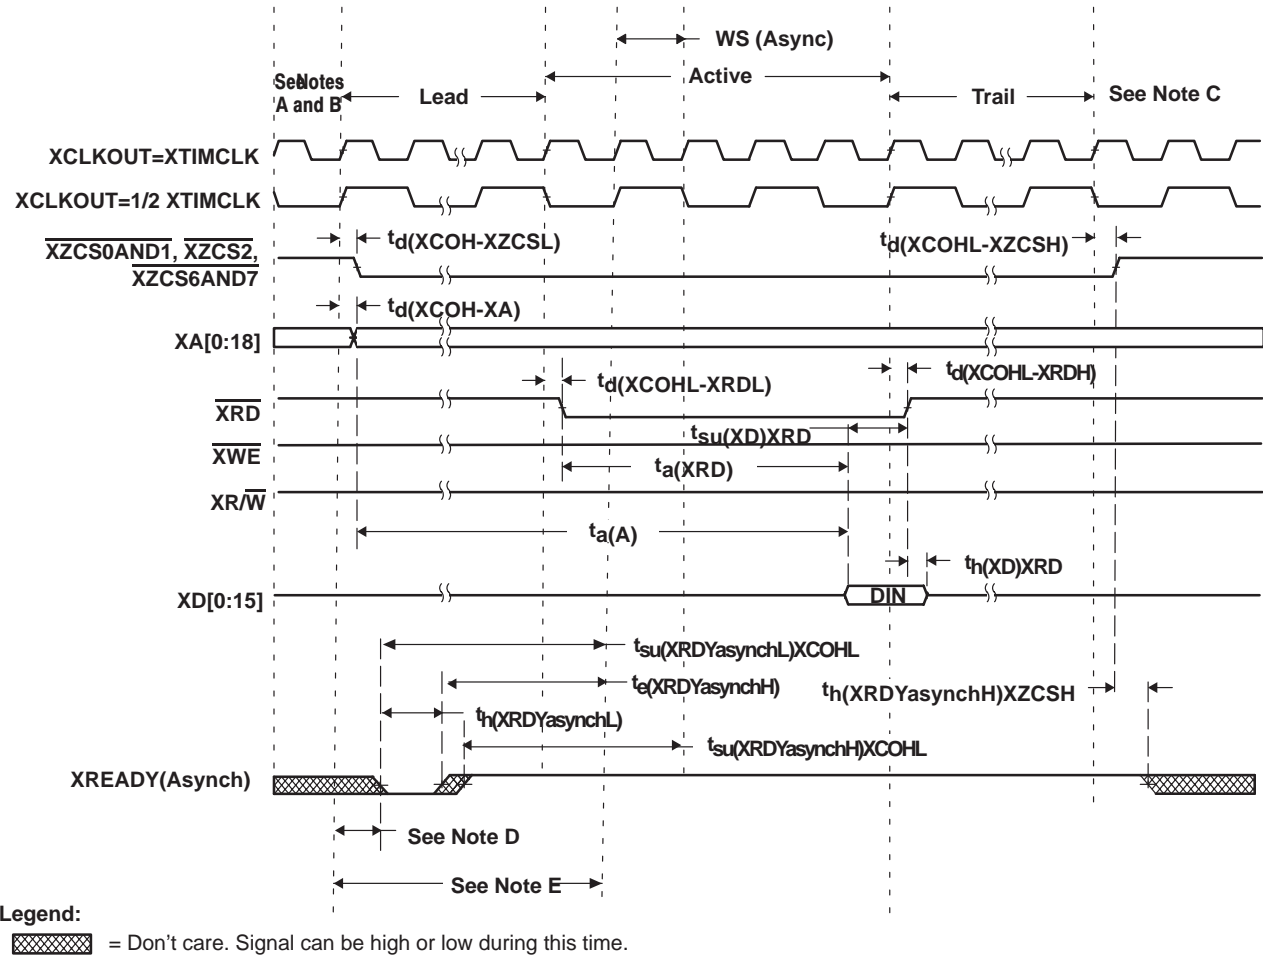 WS (Async)
Active
See Notes
A and B
Lead
Trail
See Note C
XCLKOUT=XTIMCLK
XCLKOUT=1/2 XTIMCLK
td(XCOH-XZCSL)
td(XCOHL-XZCSH)
XZCS0AND1, XZCS2,
XZCS6AND7
td(XCOH-XA)
XA[0:18]
td(XCOHL-XRDL)
td(XCOHL-XRDH)
XRD
tsu(XD)XRD
XWE
ta(XRD)
XR/W
ta(A)
th(XD)XRD
XD[0:15]
DIN
tsu(XRDYasynchL)XCOHL
te(XRDYasynchH)
th(XRDYasynchH)XZCSH
th(XRDYasynchL)
tsu(XRDYasynchH)XCOHL
XREADY(Asynch)
See Note D
See Note E
Legend:
= Don't care. Signal can be high or low during this time.